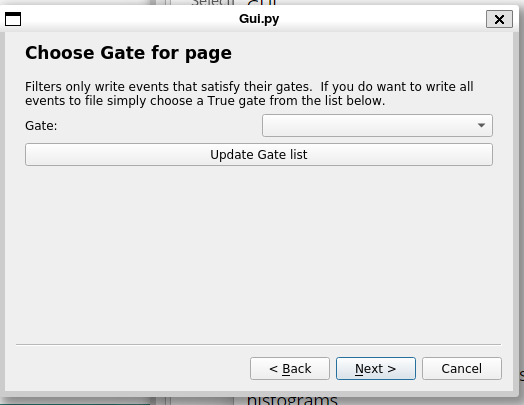 Select
Gui.py
Choose Gate for page
Filters only write events that satisfy their gates.  If you do want to write all
events to file simply choose a True gate from the list below.
Gate:
Update Gate list
< Back
Next >
Cancel
histograms